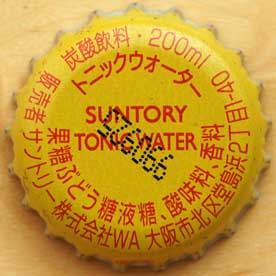 炭酸飲料・200ml
トニックウォーター
SUNTORY
TONIC WATER
果糖ぶどう糖液糖、酸味料、香料
販売者 サントリー株式会社WA 大阪市北区堂島浜2丁目1-40